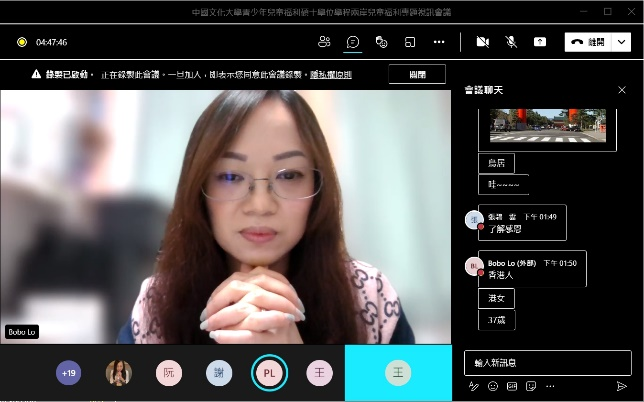 中國文化大學青少年兒童福利碩士學位學程兩岸兒童福利專題視訊會議
04:47:46
離開
錄製已啟動。 正在錄製此會議。一旦加入，即表示您同意此會議錄製。隱私權原則
關閉
會議聊天
鳥居
哇~~~~
張 雲 下午 01:49
了解感恩
Bobo Lo (外部) 下午 01:50
香港人
港女
37歲
Bobo Lo
+19
阮
謝
PL
王
王
輸入新訊息
GIF